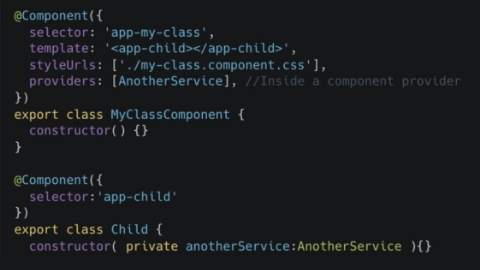 @Component({
  selector: 'app-my-class',
  template: '<app-child></app-child>',
  styleUrls: ['./my-class.component.css'],
  providers: [AnotherService], //Inside a component provider
})
export class MyClassComponent {
  constructor() {}
}

@Component({
  selector:'app-child'
})
export class Child {
  constructor( private anotherService:AnotherService ){}